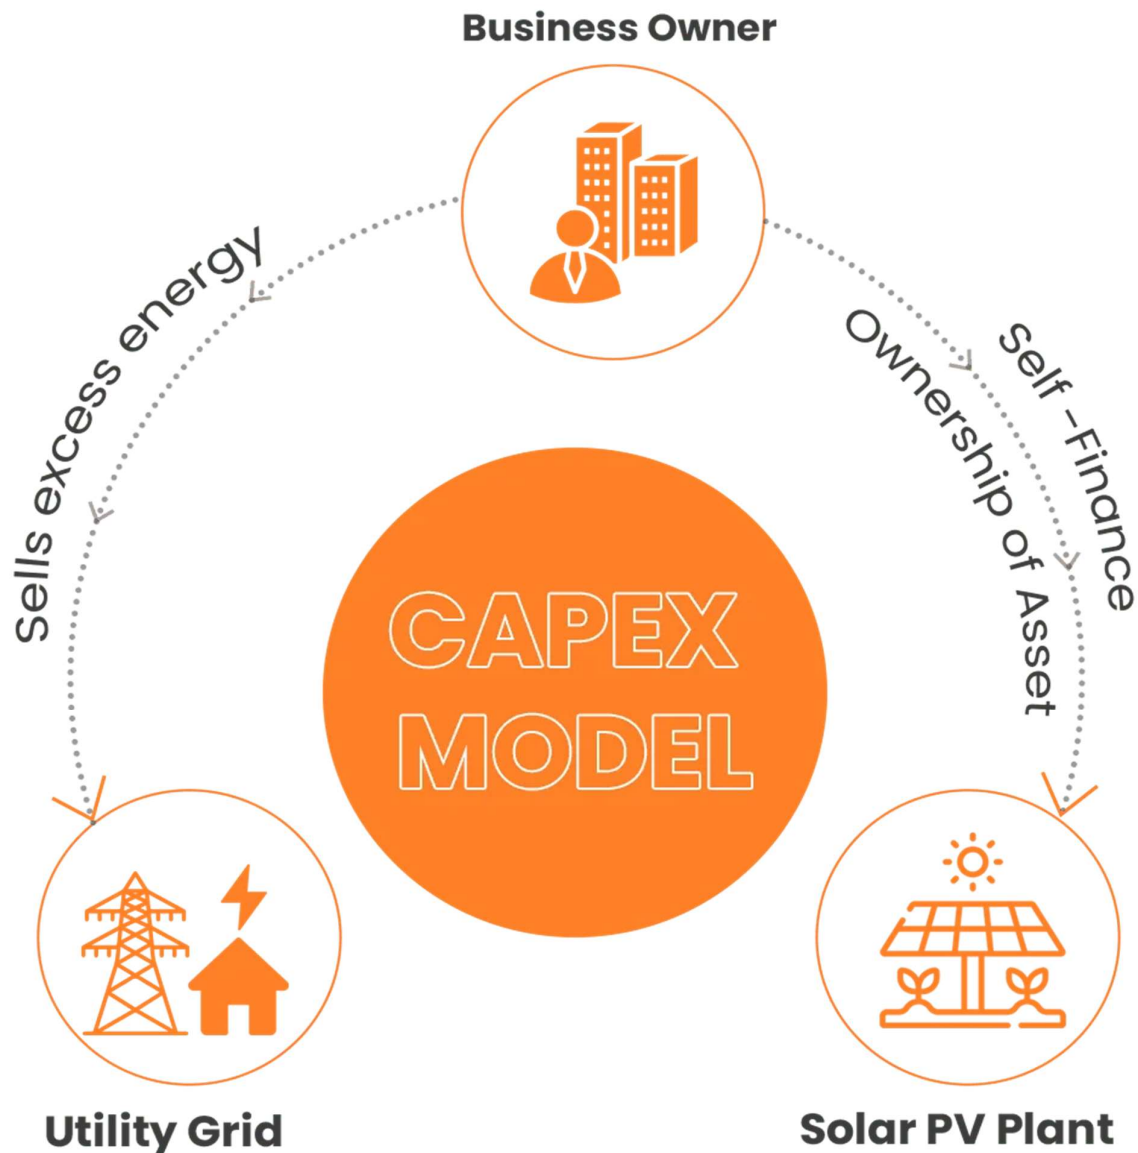 Business Owner
Sells excess energy
Self -Finance
Ownership of Asset
CAPEX
MODEL
Utility Grid
Solar PV Plant